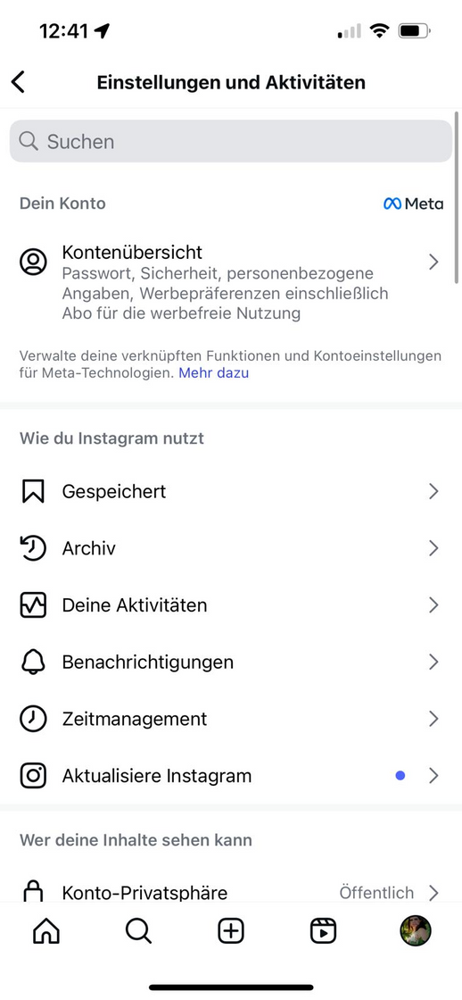 12:41
Einstellungen und Aktivitäten
Suchen
Dein Konto
Meta
Kontenübersicht
Passwort, Sicherheit, personenbezogene
Angaben, Werbepräferenzen einschließlich
Abo für die werbefreie Nutzung
Verwalte deine verknüpften Funktionen und Kontoeinstellungen
für Meta-Technologien. Mehr dazu
Wie du Instagram nutzt
Gespeichert
Archiv
Deine Aktivitäten
Benachrichtigungen
Zeitmanagement
Aktualisiere Instagram
Wer deine Inhalte sehen kann
Konto-Privatsphäre
Öffentlich